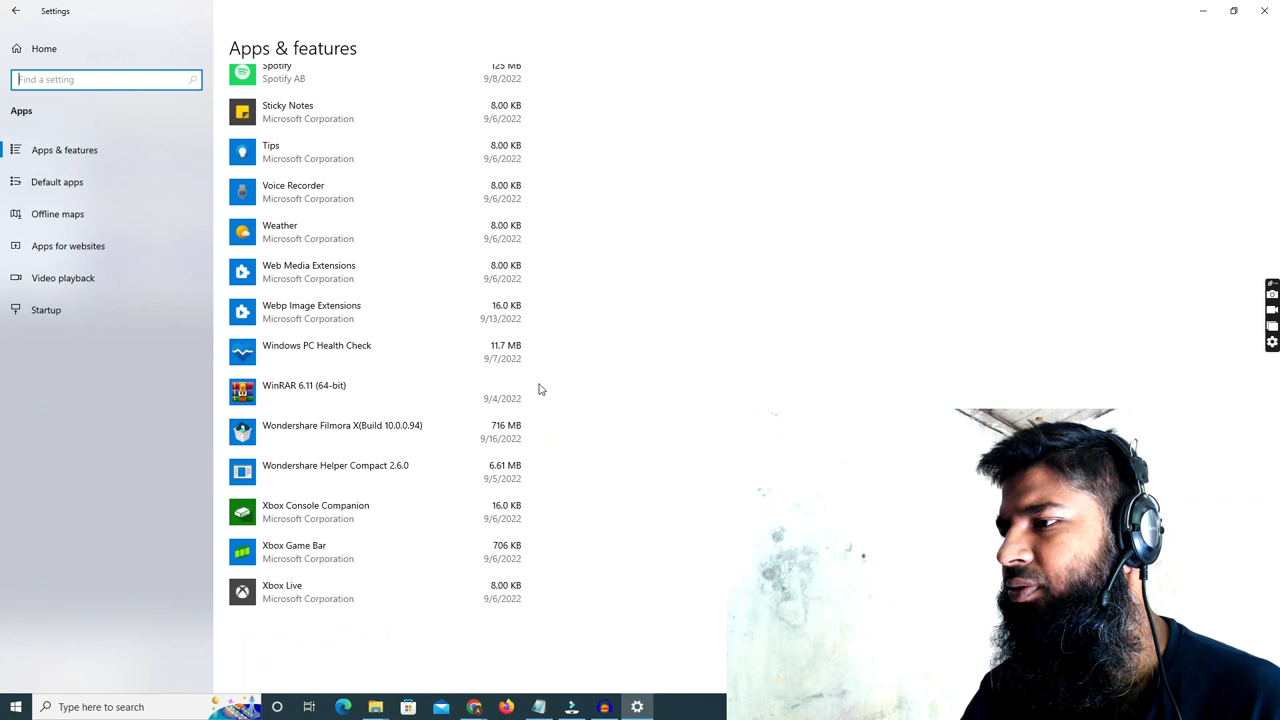 Settings
Home
Find a setting
Apps
Apps & features
Default apps
Offline maps
Apps for websites
Video playback
Startup
Apps & features
Spotify 125 MB
Spotify AB 9/8/2022
Sticky Notes 8.00 KB
Microsoft Corporation 9/6/2022
Tips 8.00 KB
Microsoft Corporation 9/6/2022
Voice Recorder 8.00 KB
Microsoft Corporation 9/6/2022
Weather 8.00 KB
Microsoft Corporation 9/6/2022
Web Media Extensions 8.00 KB
Microsoft Corporation 9/6/2022
Webp Image Extensions 16.0 KB
Microsoft Corporation 9/13/2022
Windows PC Health Check 11.7 MB
9/7/2022
WinRAR 6.11 (64-bit)
9/4/2022
Wondershare Filmora X(Build 10.0.0.94) 716 MB
9/16/2022
Wondershare Helper Compact 2.6.0 6.61 MB
9/5/2022
Xbox Console Companion 16.0 KB
Microsoft Corporation 9/6/2022
Xbox Game Bar 706 KB
Microsoft Corporation 9/6/2022
Xbox Live 8.00 KB
Microsoft Corporation 9/6/2022
Type here to search